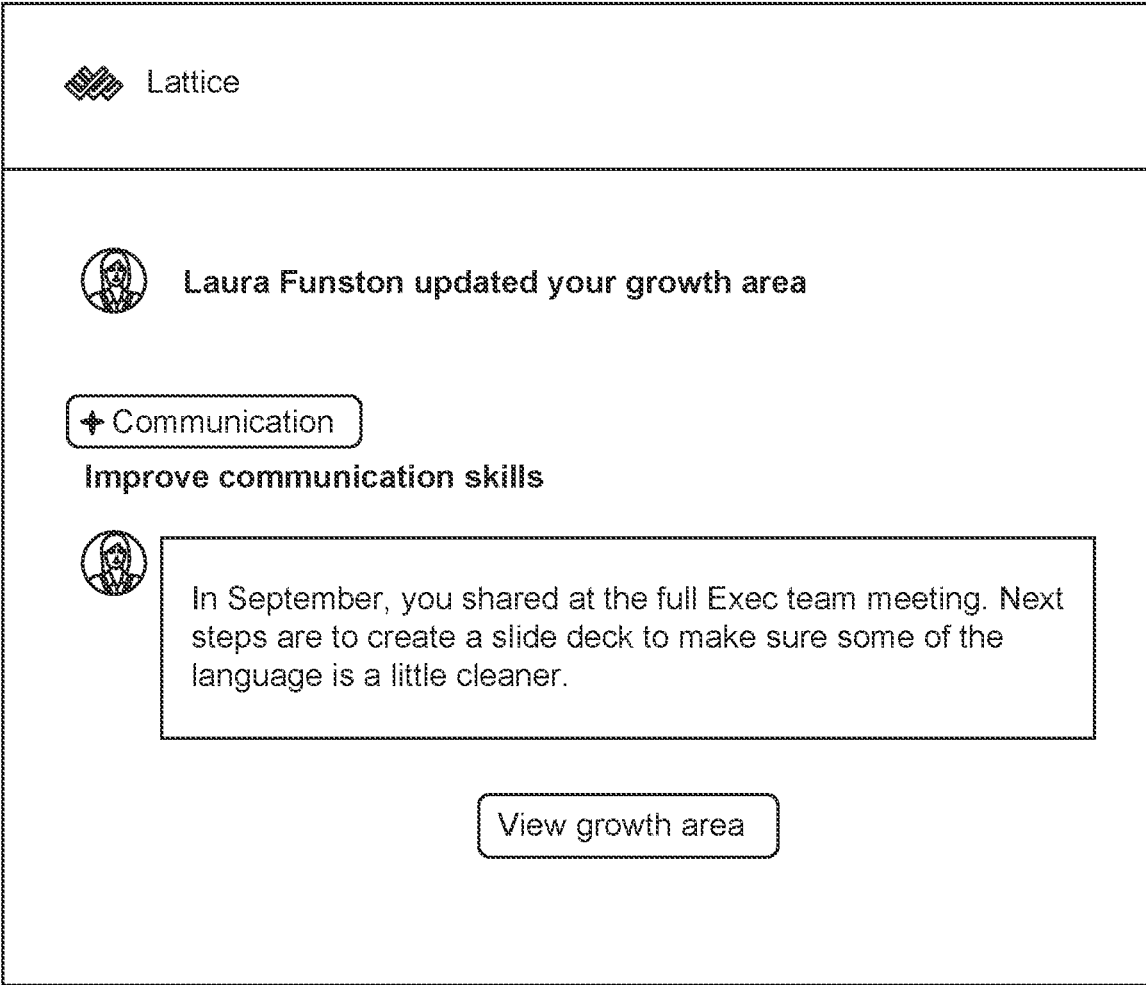 Lattice
Laura Funston updated your growth area
Communication
Improve communication skills
In September, you shared at the full Exec team meeting. Next
steps are to create a slide deck to make sure some of the
language is a little cleaner.
View growth area